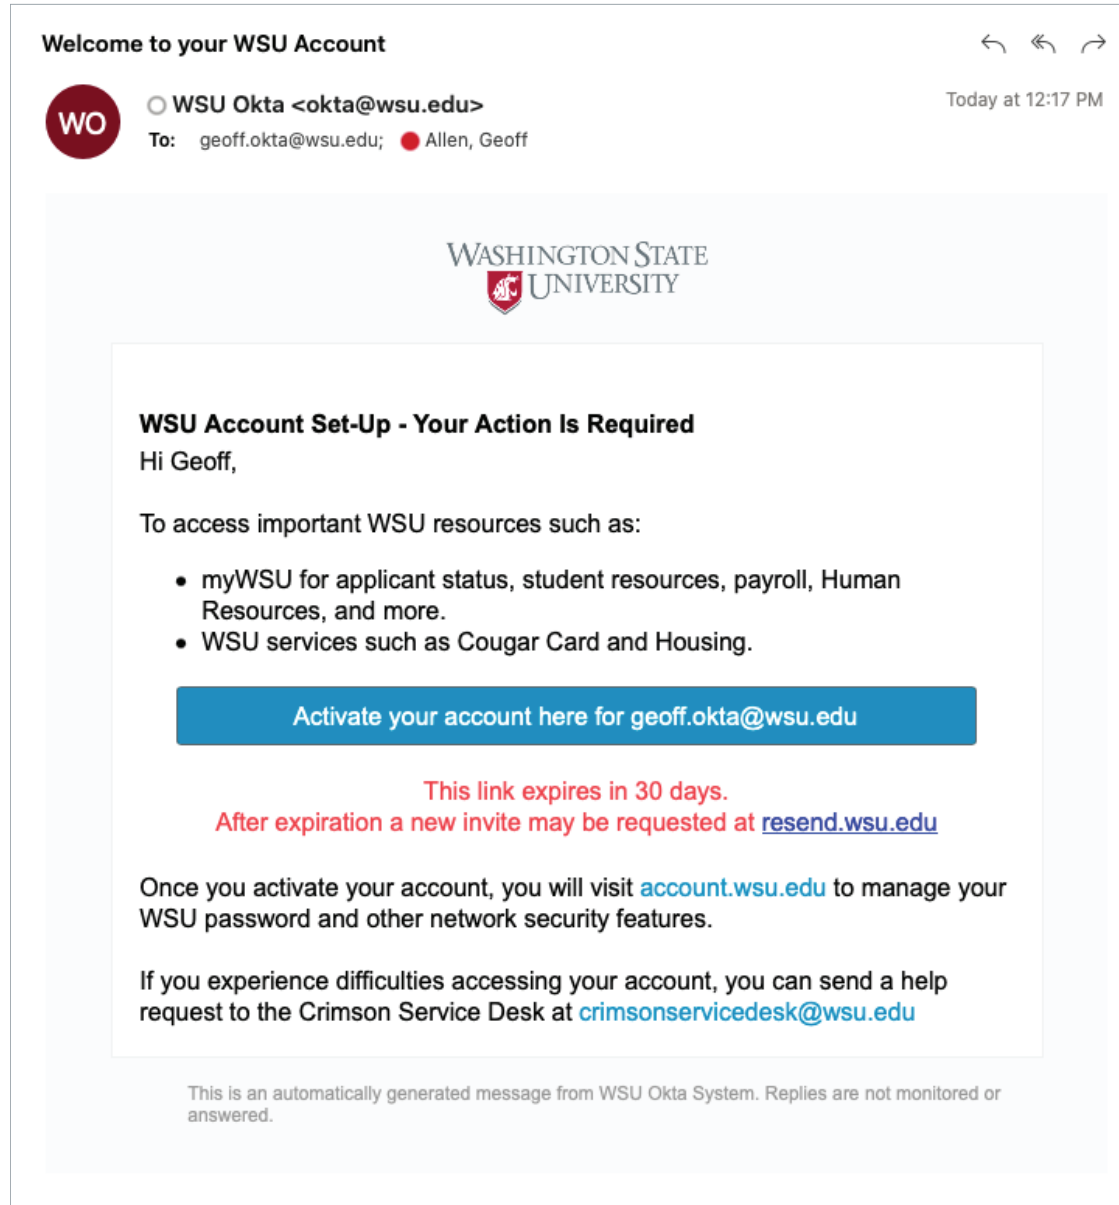 Welcome to your WSU Account
WO
WSU Okta <okta@wsu.edu>
Today at 12:17 PM
To: geoff.okta@wsu.edu; Allen, Geoff
WASHINGTON STATE
UNIVERSITY
WSU Account Set-Up - Your Action Is Required
Hi Geoff,
To access important WSU resources such as:
• myWSU for applicant status, student resources, payroll, Human
Resources, and more.
• WSU services such as Cougar Card and Housing.
Activate your account here for geoff.okta@wsu.edu
This link expires in 30 days.
After expiration a new invite may be requested at resend.wsu.edu
Once you activate your account, you will visit account.wsu.edu to manage your
WSU password and other network security features.
If you experience difficulties accessing your account, you can send a help
request to the Crimson Service Desk at crimsonservicedesk@wsu.edu
This is an automatically generated message from WSU Okta System. Replies are not monitored or
answered.